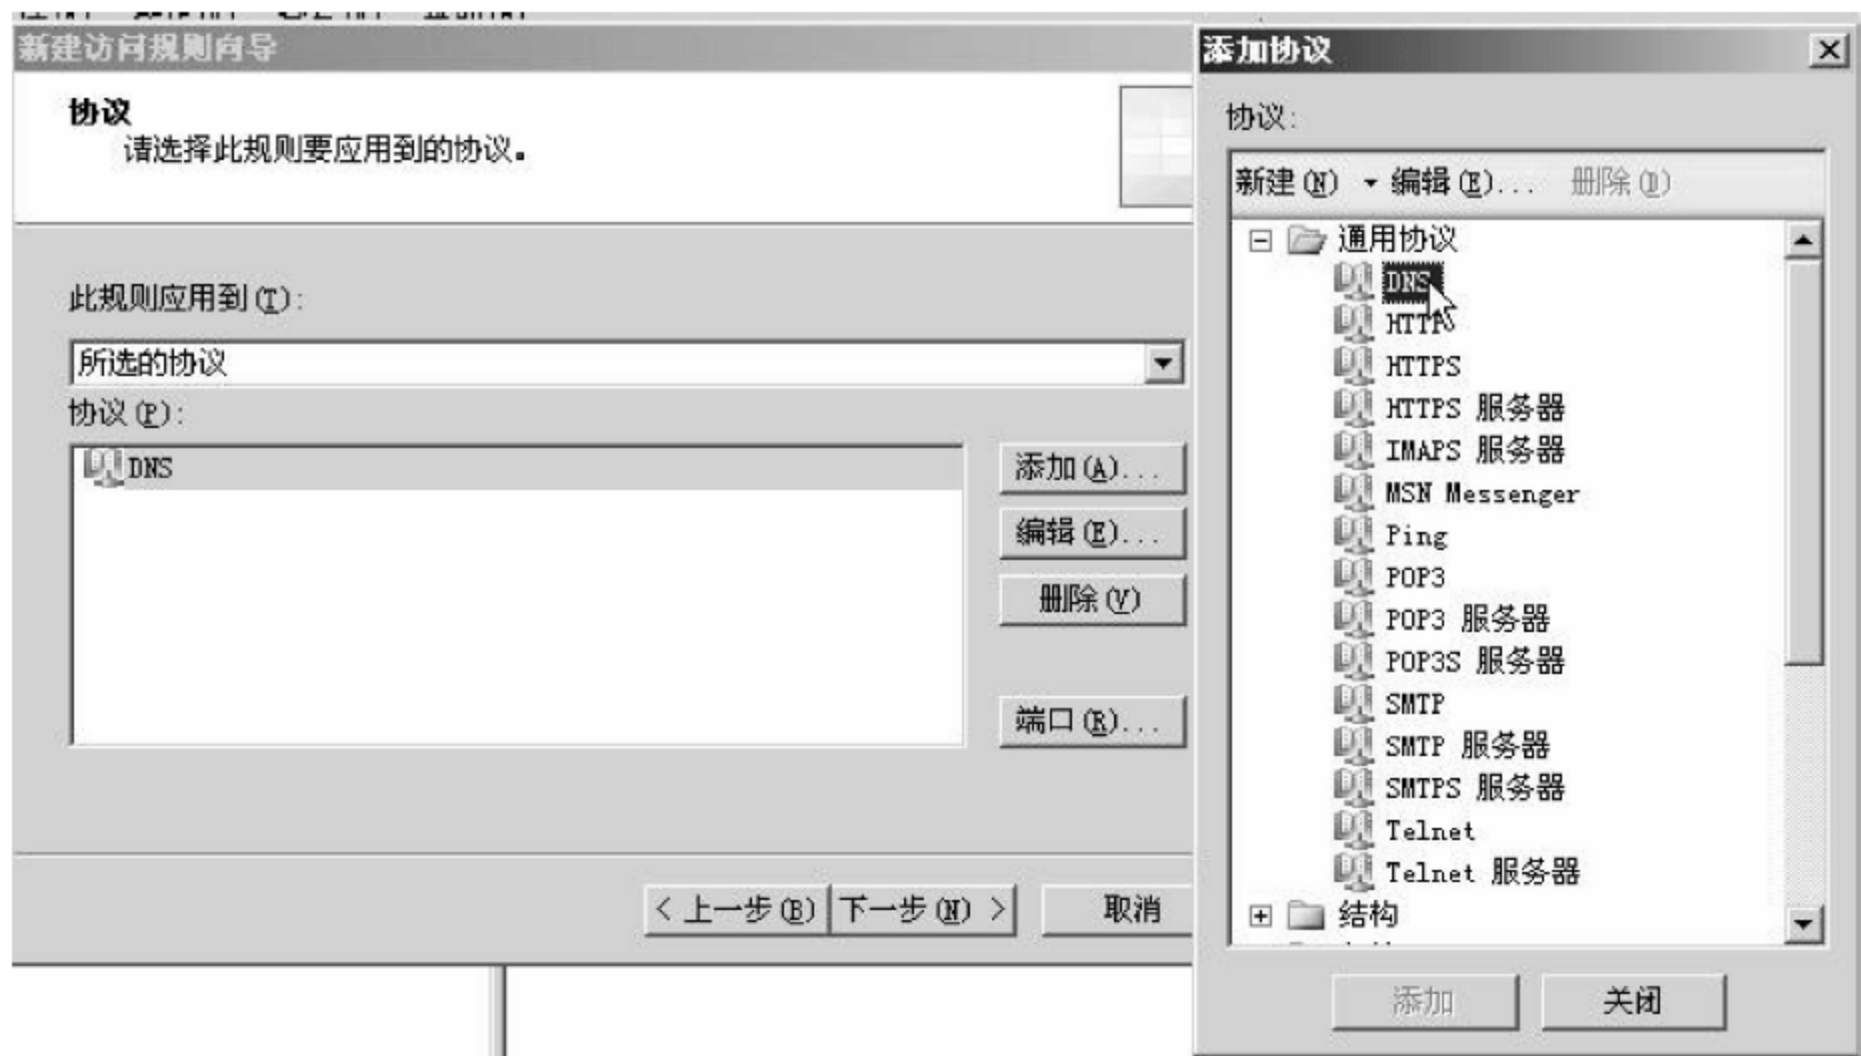 新建访问规则向导
协议
请选择此规则要应用到的协议。
此规则应用到(T):
所选的协议
协议(P):
DNS
添加(A)...
编辑(E)...
删除(V)
端口(R)...
< 上一步(B)
下一步(N) >
取消
添加协议
协议:
新建(N) 编辑(E)... 删除(D)
通用协议
DNS
HTTP
HTTPS
HTTPS 服务器
IMAPS 服务器
MSN Messenger
Ping
POP3
POP3 服务器
POP3S 服务器
SMTP
SMTP 服务器
SMTPS 服务器
Telnet
Telnet 服务器
结构
添加
关闭